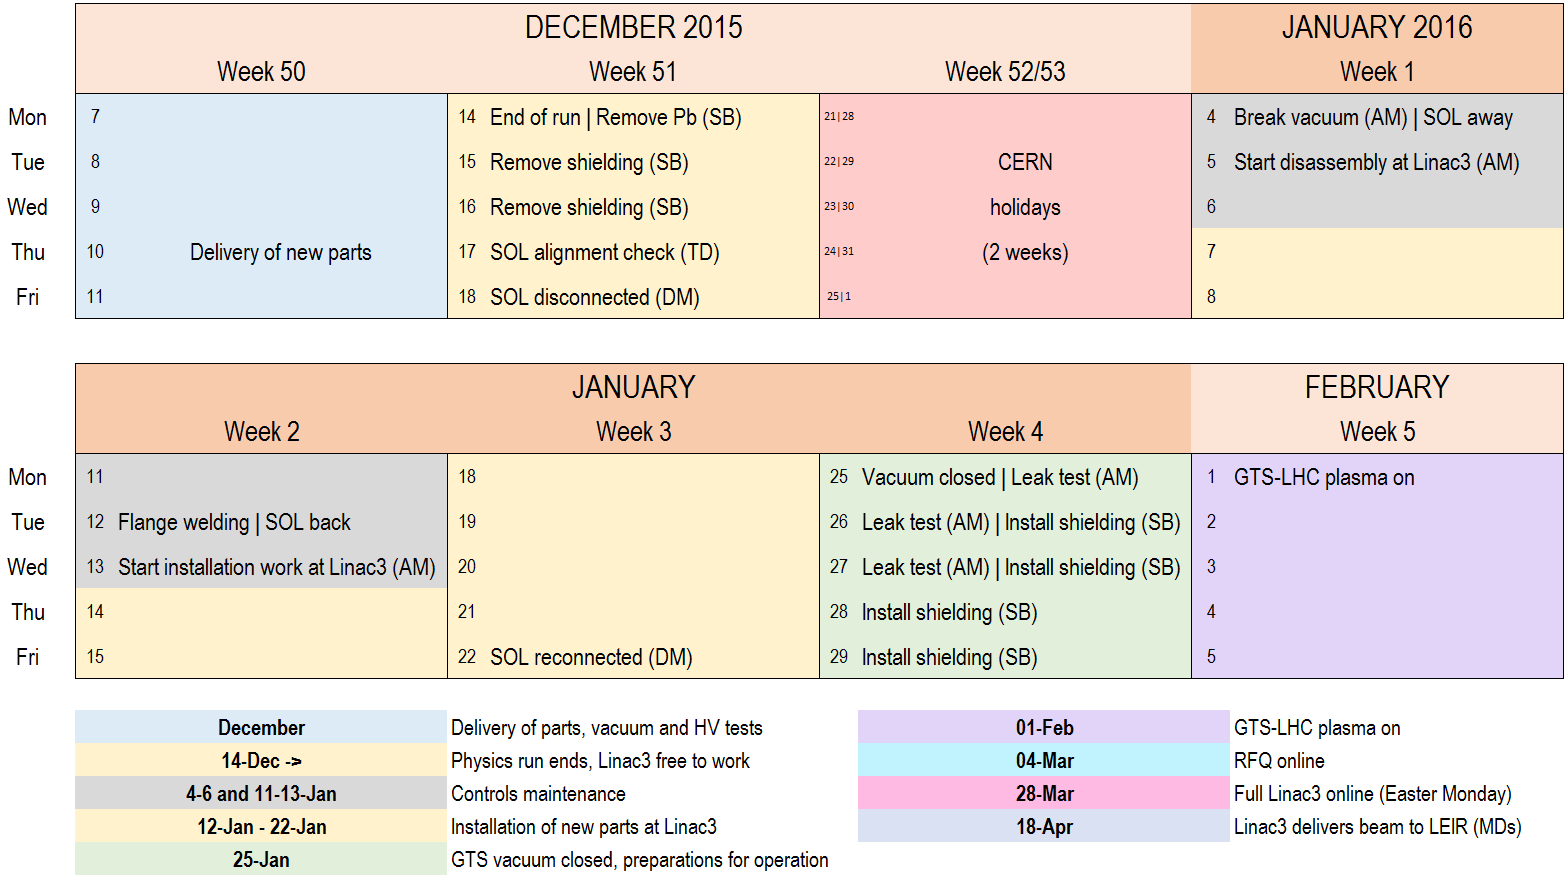 DECEMBER 2015 JANUARY 2016
Week 50 Week 51 Week 52/53 Week 1
Mon 7 14 End of run | Remove Pb (SB) 21|28 4 Break vacuum (AM) | SOL away
Tue 8 15 Remove shielding (SB) 22|29 CERN 5 Start disassembly at Linac3 (AM)
Wed 9 16 Remove shielding (SB) 23|30 holidays 6
Thu 10 Delivery of new parts 17 SOL alignment check (TD) 24|31 (2 weeks) 7
Fri 11 18 SOL disconnected (DM) 25|1 8
JANUARY FEBRUARY
Week 2 Week 3 Week 4 Week 5
Mon 11 18 25 Vacuum closed | Leak test (AM) 1 GTS-LHC plasma on
Tue 12 Flange welding | SOL back 19 26 Leak test (AM) | Install shielding (SB) 2
Wed 13 Start installation work at Linac3 (AM) 20 27 Leak test (AM) | Install shielding (SB) 3
Thu 14 21 28 Install shielding (SB) 4
Fri 15 22 SOL reconnected (DM) 29 Install shielding (SB) 5
December Delivery of parts, vacuum and HV tests 01-Feb GTS-LHC plasma on
14-Dec -> Physics run ends, Linac3 free to work 04-Mar RFQ online
4-6 and 11-13-Jan Controls maintenance 28-Mar Full Linac3 online (Easter Monday)
12-Jan - 22-Jan Installation of new parts at Linac3 18-Apr Linac3 delivers beam to LEIR (MDs)
25-Jan GTS vacuum closed, preparations for operation